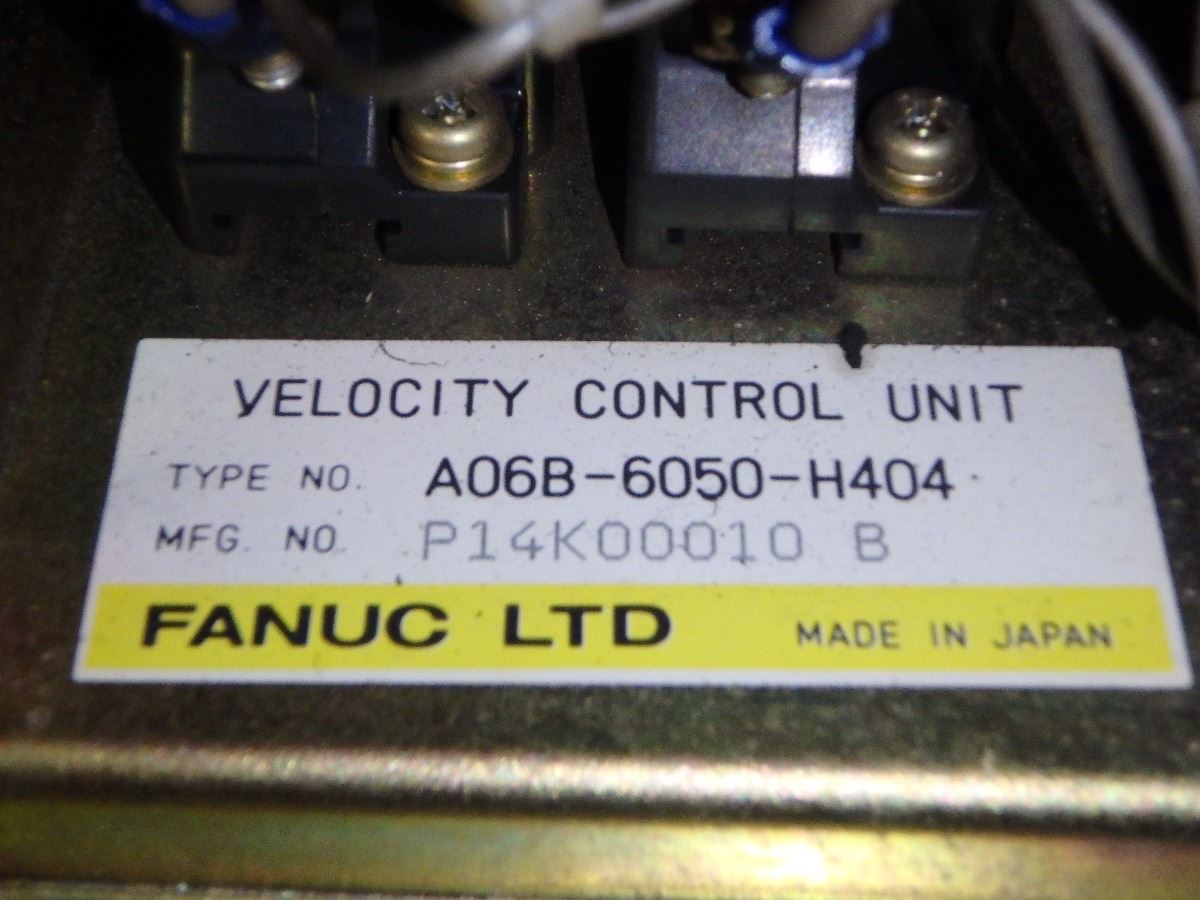 VELOCITY CONTROL UNIT
TYPE NO. A06B-6050-H404
MFG. NO. P14K00010 B
FANUC LTD MADE IN JAPAN